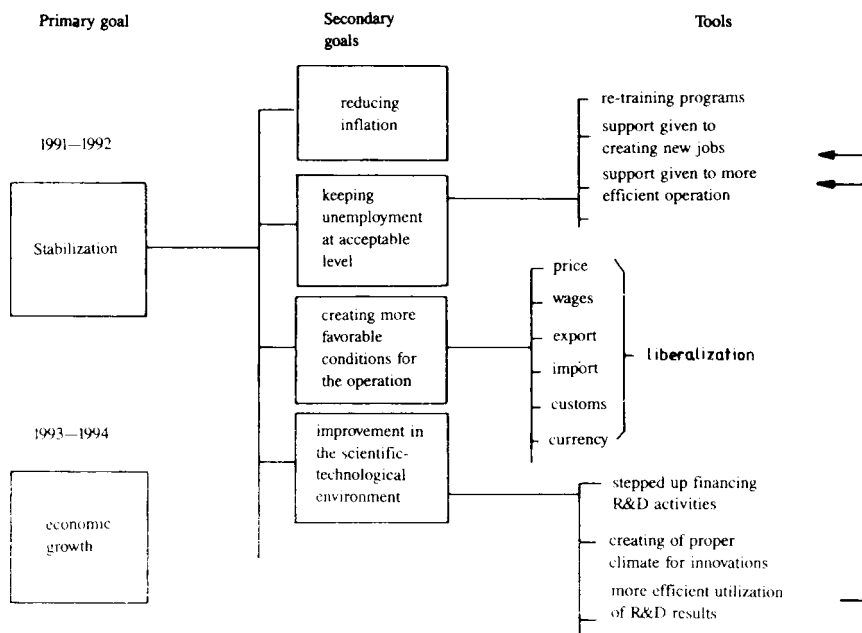 Primary goal
Secondary
goals
Tools
1991—1992
Stabilization
1993—1994
economic
growth
reducing
inflation
keeping
unemployment
at acceptable
level
creating more
favorable
conditions for
the operation
improvement in
the scientific-
technological
environment
re-training programs
support given to
creating new jobs
support given to more
efficient operation
price
wages
export
import
customs
currency
liberalization
stepped up financing
R&D activities
creating of proper
climate for innovations
more efficient utilization
of R&D results